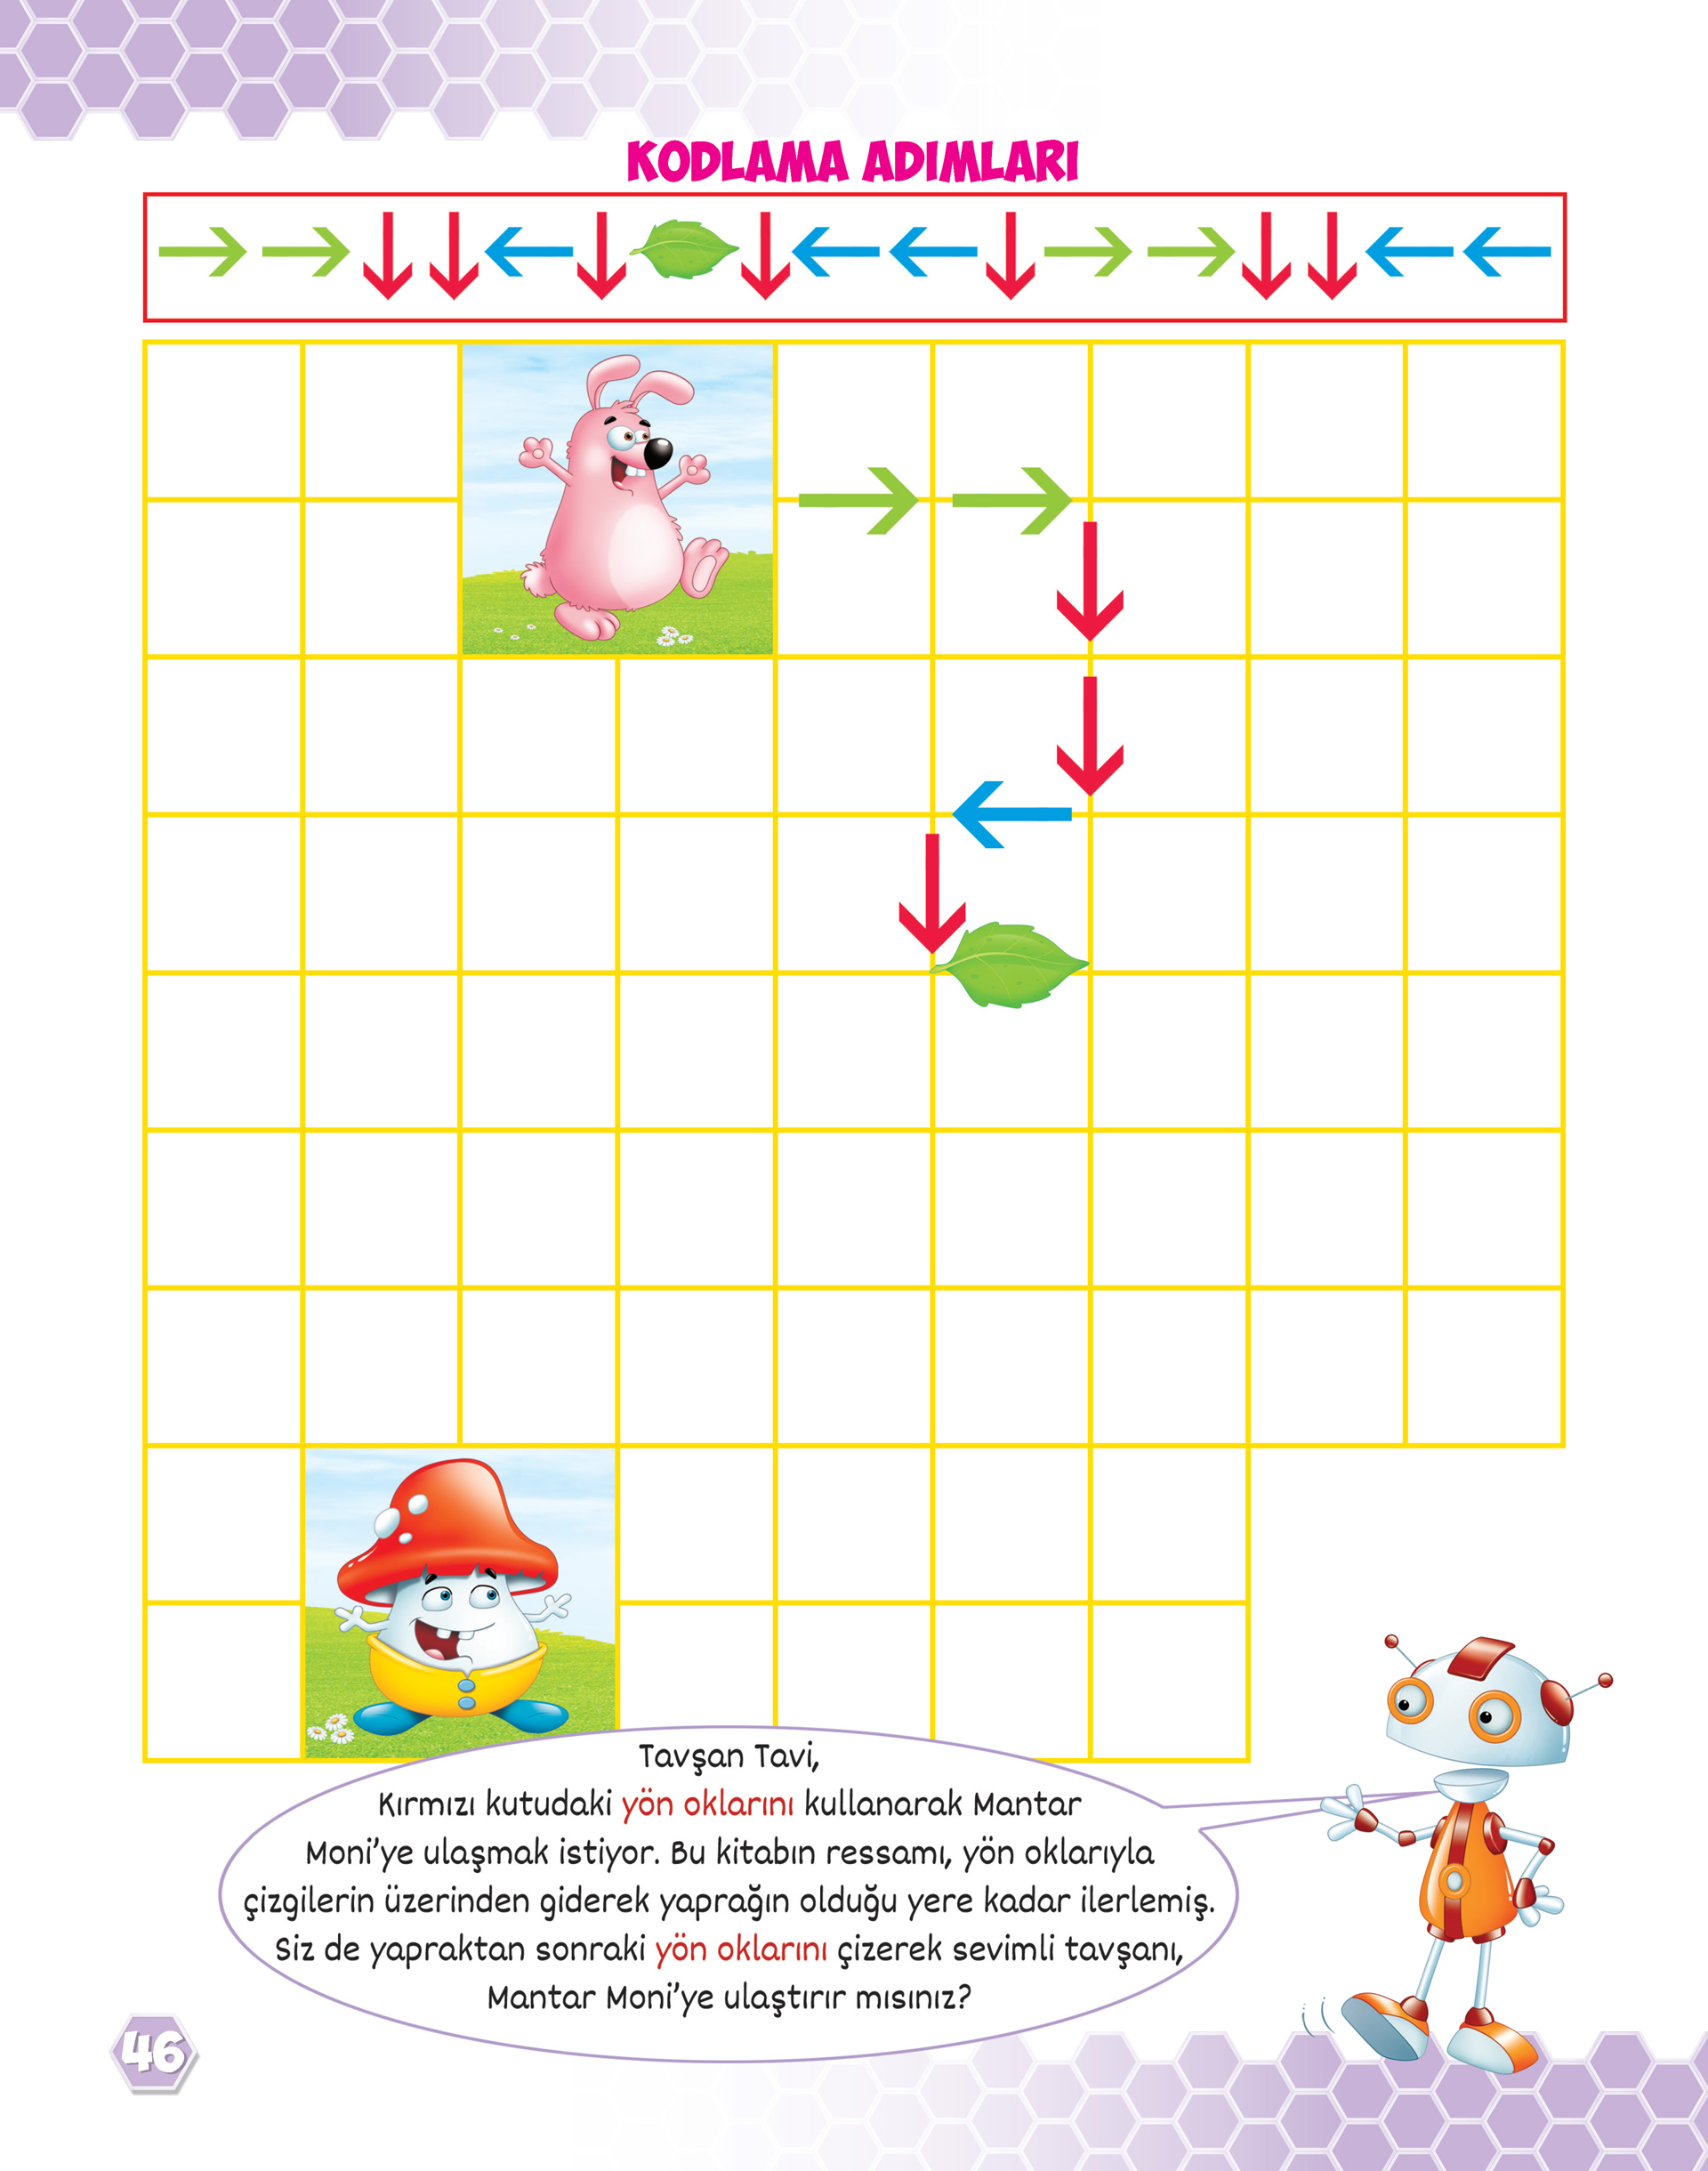 KODLAMA ADIMLARI
Tavşan Tavi,
Kırmızı kutudaki yön oklarını kullanarak Mantar
Moni’ye ulaşmak istiyor. Bu kitabın ressamı, yön oklarıyla
çizgilerin üzerinden giderek yaprağın olduğu yere kadar ilerlemiş.
Siz de yapraktan sonraki yön oklarını çizerek sevimli tavşanı,
Mantar Moni’ye ulaştırır mısınız?
46